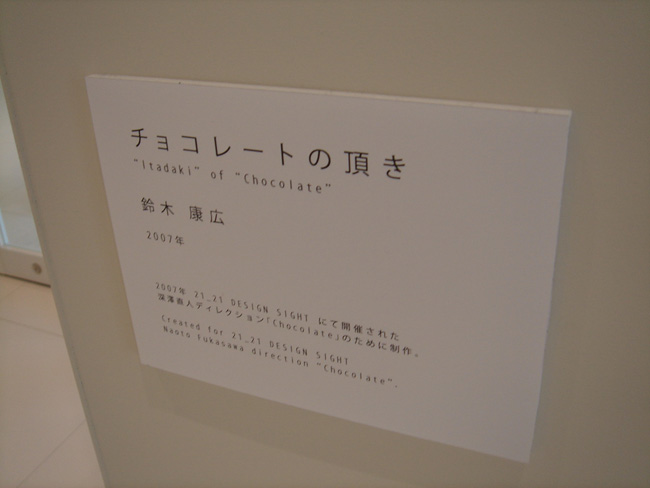 チョコレートの頂き
"Itadaki" of "Chocolate"
鈴木 康広
2007年
2007年 21_21 DESIGN SIGHT にて開催された
深澤直人ディレクション「Chocolate」のために制作。
Created for 21_21 DESIGN SIGHT
Naoto Fukasawa direction "Chocolate".